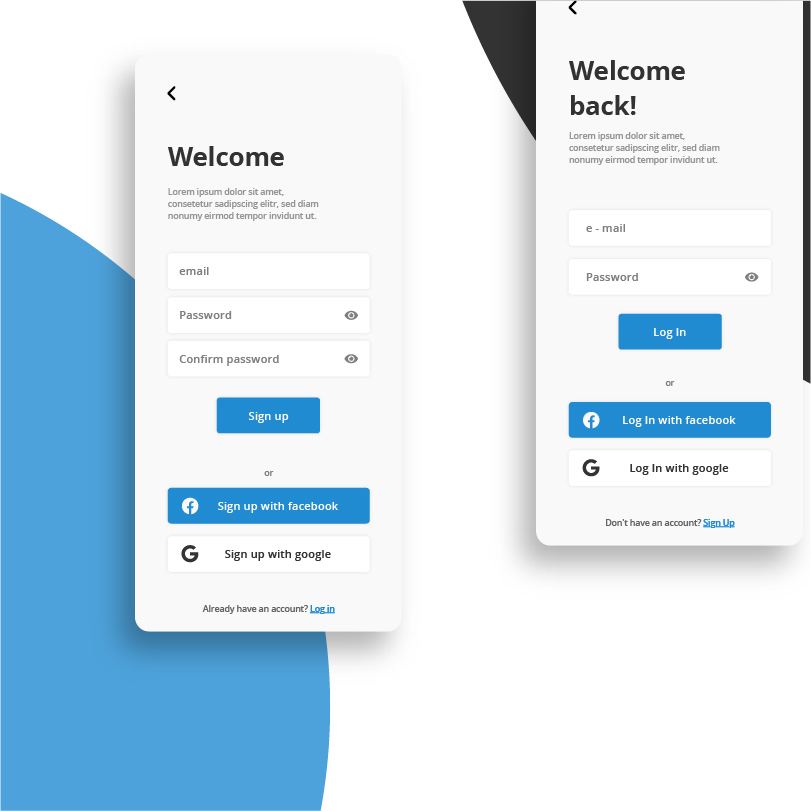 Welcome
Lorem ipsum dolor sit amet,
consetetur sadipscing elitr, sed diam
nonumy eirmod tempor invidunt ut.
email
Password
Confirm password
Sign up
or
Sign up with facebook
Sign up with google
Already have an account? Log in
Welcome
back!
Lorem ipsum dolor sit amet,
consetetur sadipscing elitr, sed diam
nonumy eirmod tempor invidunt ut.
e - mail
Password
Log In
or
Log In with facebook
Log In with google
Don't have an account? Sign Up